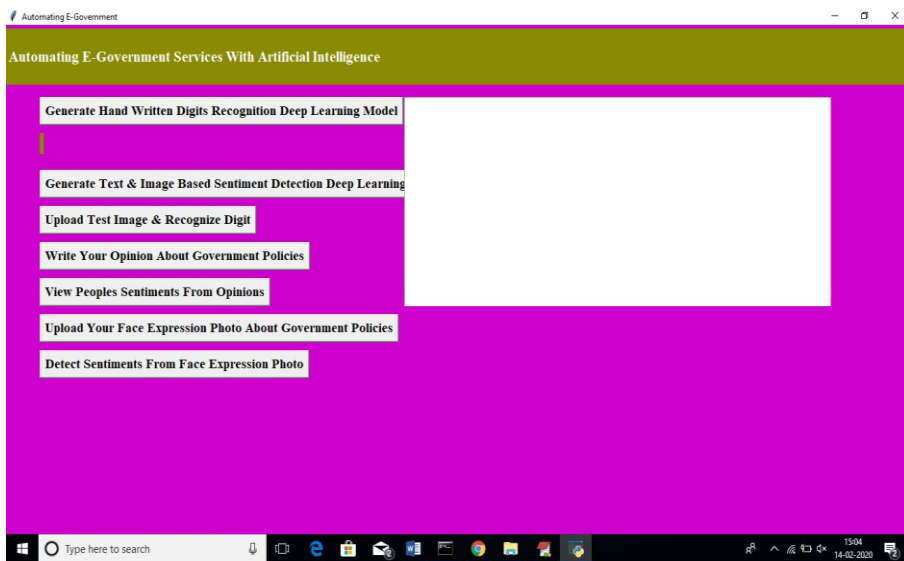 Automating E-Government
Automating E-Government Services With Artificial Intelligence
Generate Hand Written Digits Recognition Deep Learning Model
Generate Text & Image Based Sentiment Detection Deep Learning
Upload Test Image & Recognize Digit
Write Your Opinion About Government Policies
View Peoples Sentiments From Opinions
Upload Your Face Expression Photo About Government Policies
Detect Sentiments From Face Expression Photo
Type here to search
15:04
14-02-2020